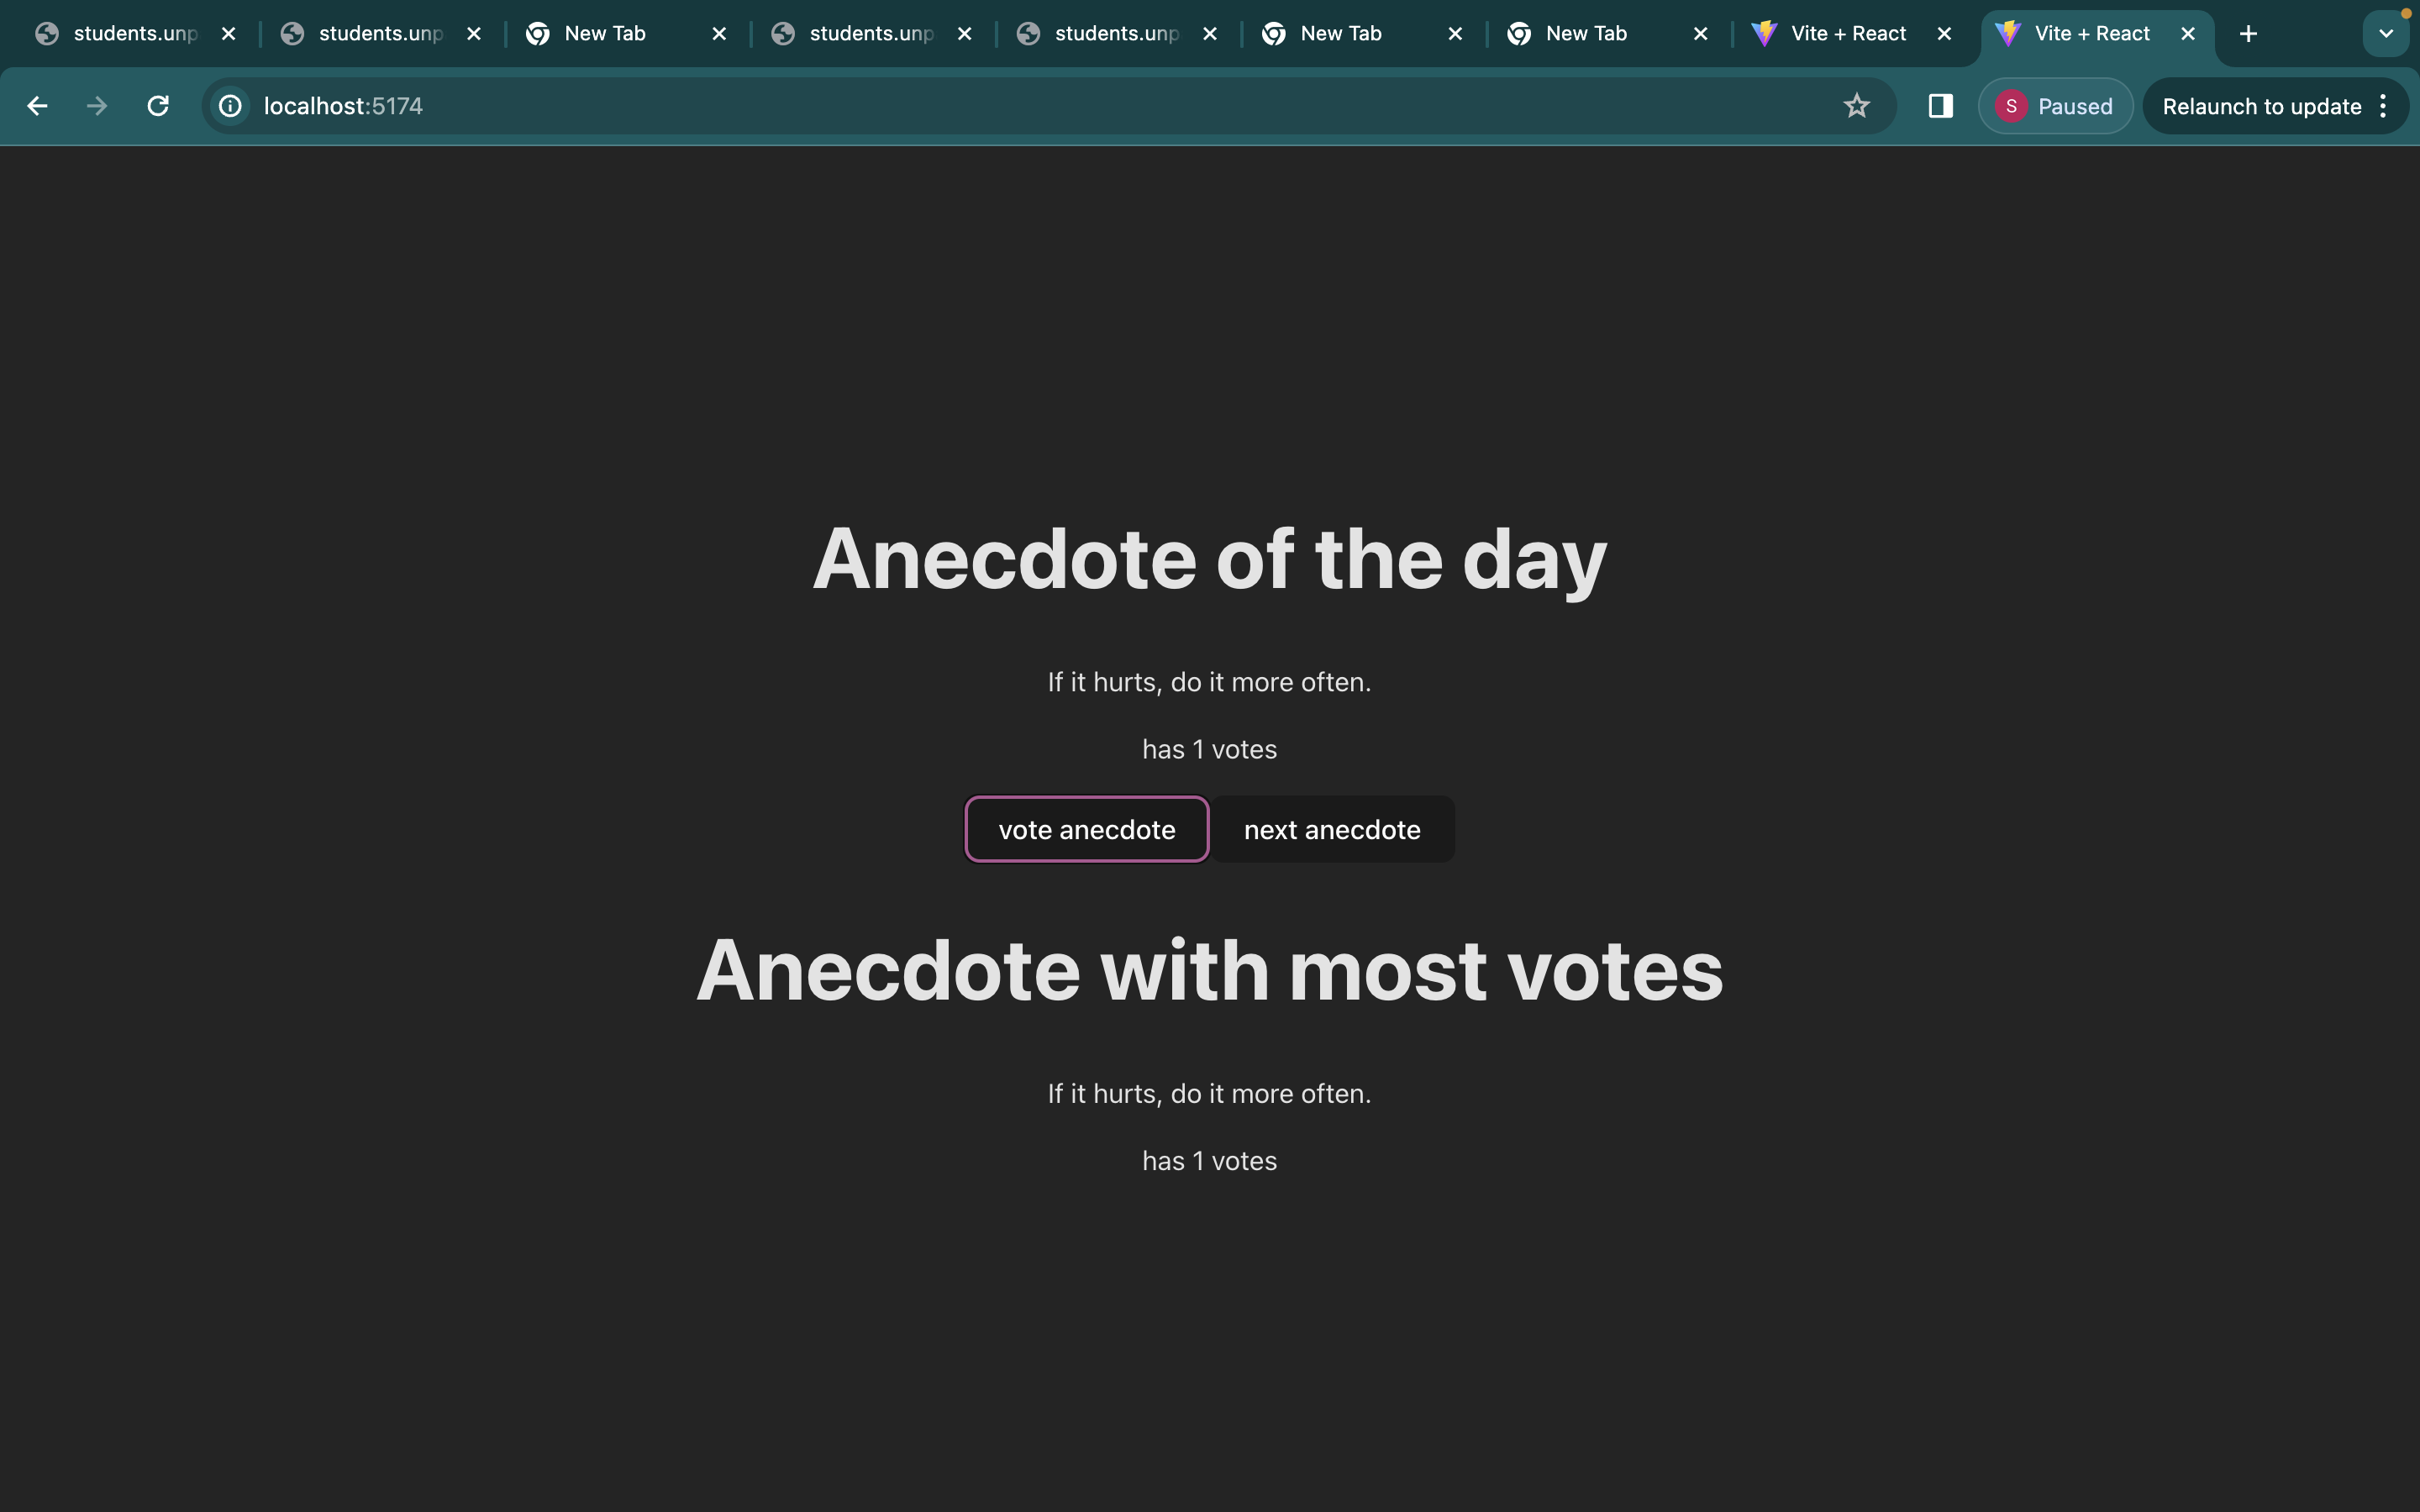 students.unp
students.unp
New Tab
students.unp
students.unp
New Tab
New Tab
Vite + React
Vite + React
localhost:5174
S
Paused
Relaunch to update
Anecdote of the day
If it hurts, do it more often.
has 1 votes
vote anecdote
next anecdote
Anecdote with most votes
If it hurts, do it more often.
has 1 votes